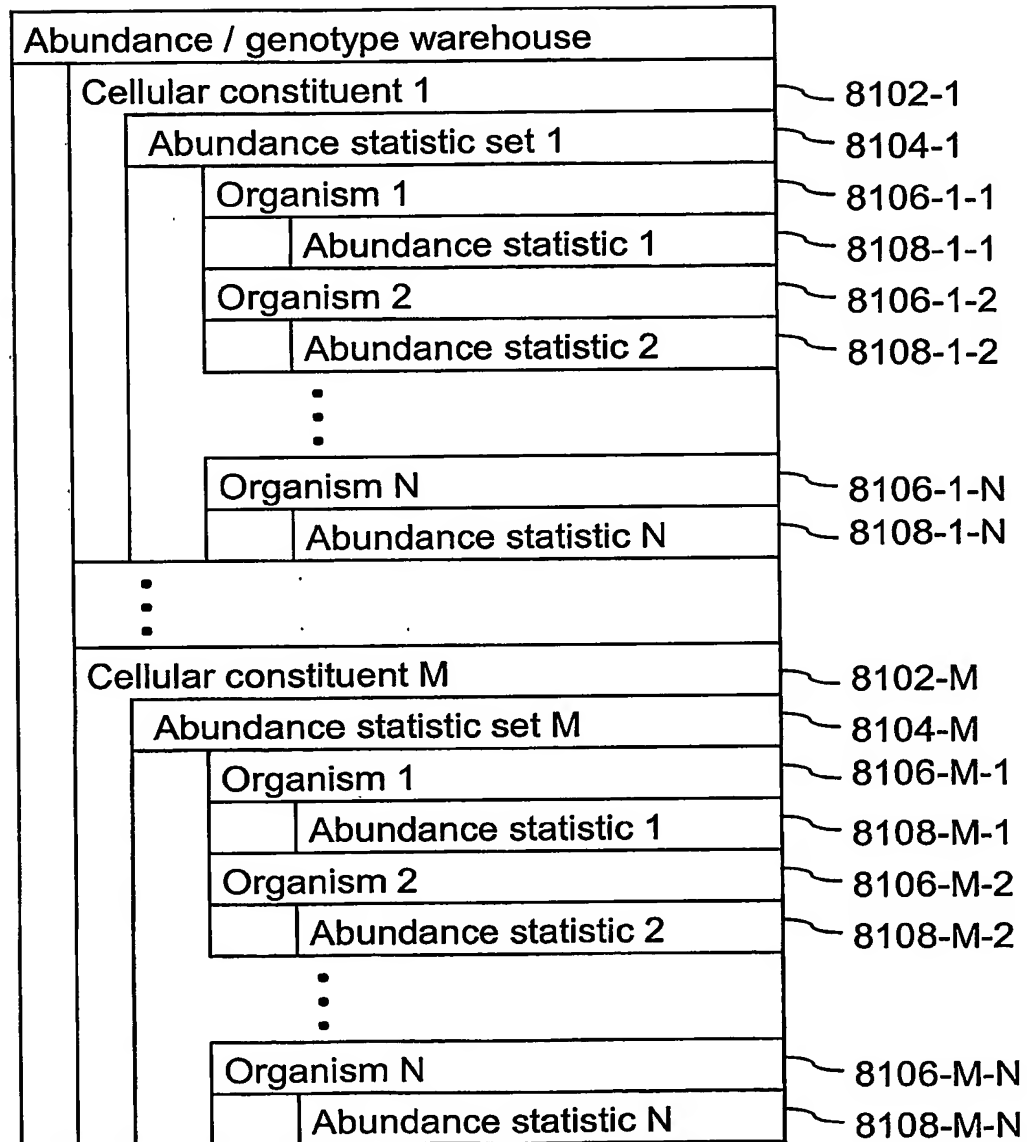 Abundance / genotype warehouse
Cellular constituent 1 8102-1
Abundance statistic set 1 8104-1
Organism 1 8106-1-1
Abundance statistic 1 8108-1-1
Organism 2 8106-1-2
Abundance statistic 2 8108-1-2
Organism N 8106-1-N
Abundance statistic N 8108-1-N
Cellular constituent M 8102-M
Abundance statistic set M 8104-M
Organism 1 8106-M-1
Abundance statistic 1 8108-M-1
Organism 2 8106-M-2
Abundance statistic 2 8108-M-2
Organism N 8106-M-N
Abundance statistic N 8108-M-N